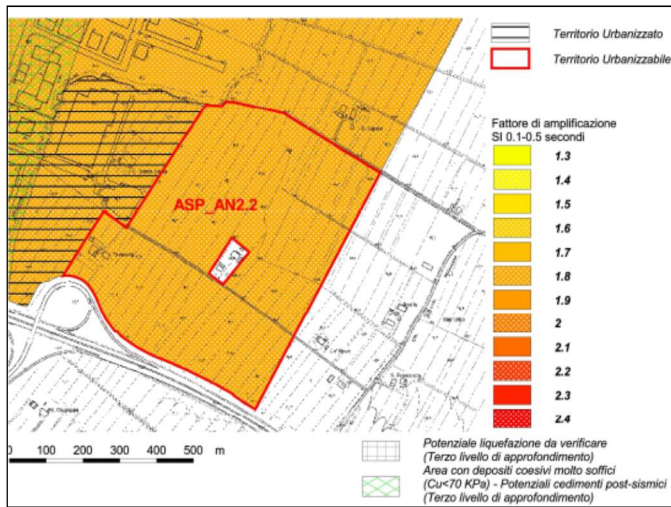 Territorio Urbanizzato
Territorio Urbanizzabile
Fattore di amplificazione
SI 0.1-0.5 secondi
1.3
1.4
1.5
1.6
1.7
1.8
1.9
2
2.1
2.2
2.3
2.4
ASP_AN2.2
0 100 200 300 400 500 m
Potenziale liquefazione da verificare
(Terzo livello di approfondimento)
Area con depositi coesivi molto soffici
(Cu<70 KPa) - Potenziali cedimenti post-sismici
(Terzo livello di approfondimento)